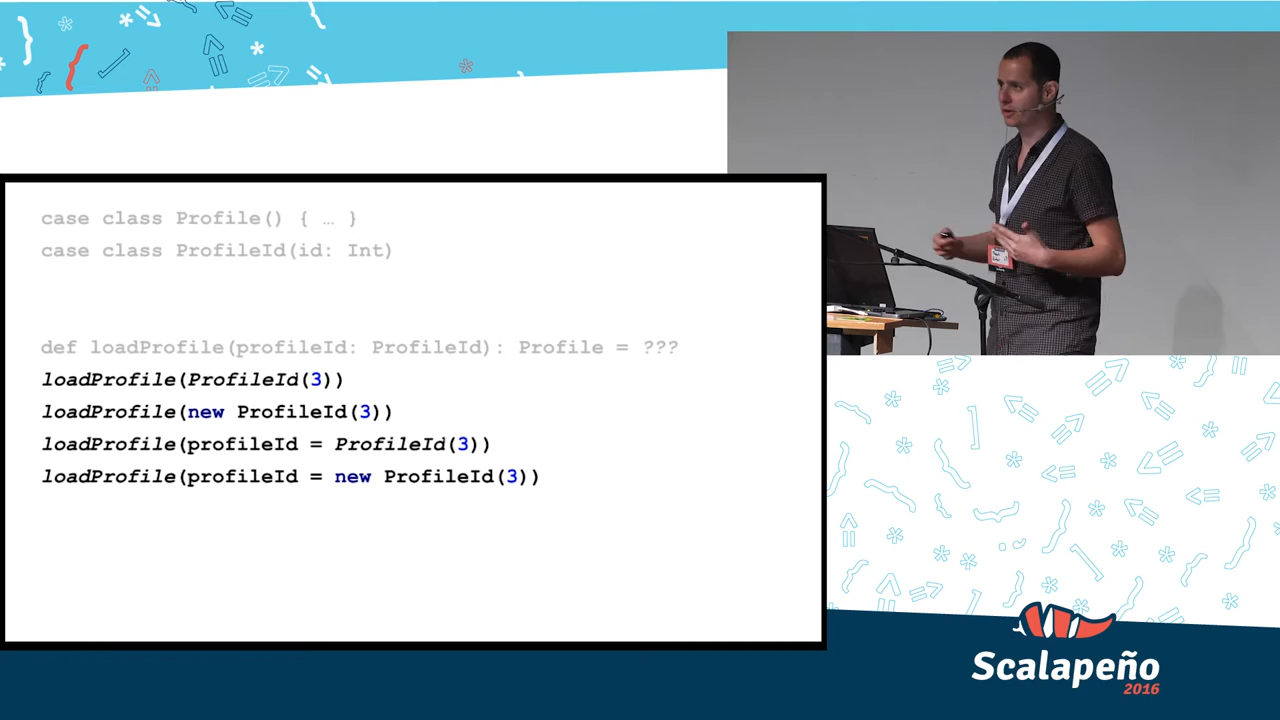 case class Profile() { … }
case class ProfileId(id: Int)
def loadProfile(profileId: ProfileId): Profile = ???
loadProfile(ProfileId(3))
loadProfile(new ProfileId(3))
loadProfile(profileId = ProfileId(3))
loadProfile(profileId = new ProfileId(3))
Scalapeño
2016